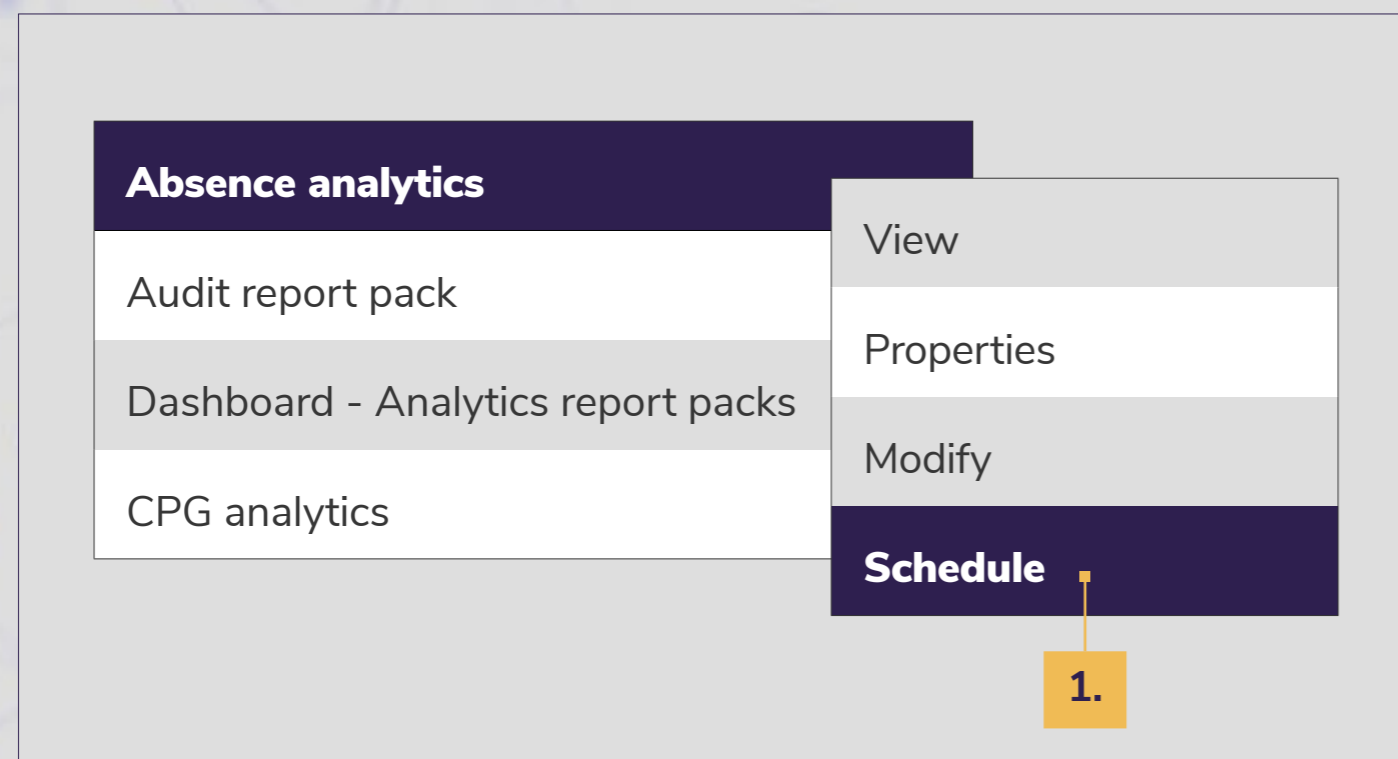 Absence analytics
Audit report pack
Dashboard - Analytics report packs
CPG analytics
View
Properties
Modify
Schedule
1.